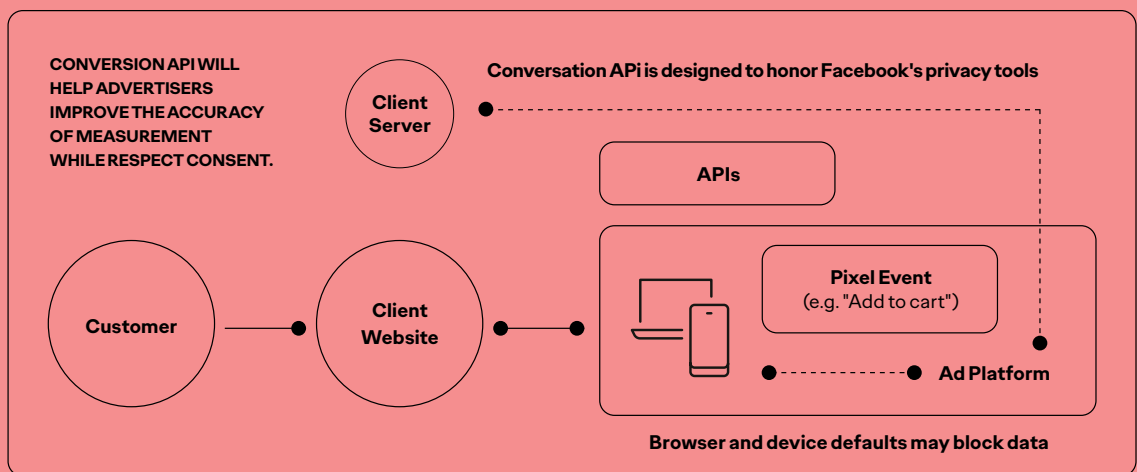 CONVERSION API WILL
HELP ADVERTISERS
IMPROVE THE ACCURACY
OF MEASUREMENT
WHILE RESPECT CONSENT.
Client
Server
Conversation APi is designed to honor Facebook's privacy tools
APIs
Customer
Client
Website
Pixel Event
(e.g. "Add to cart")
Ad Platform
Browser and device defaults may block data